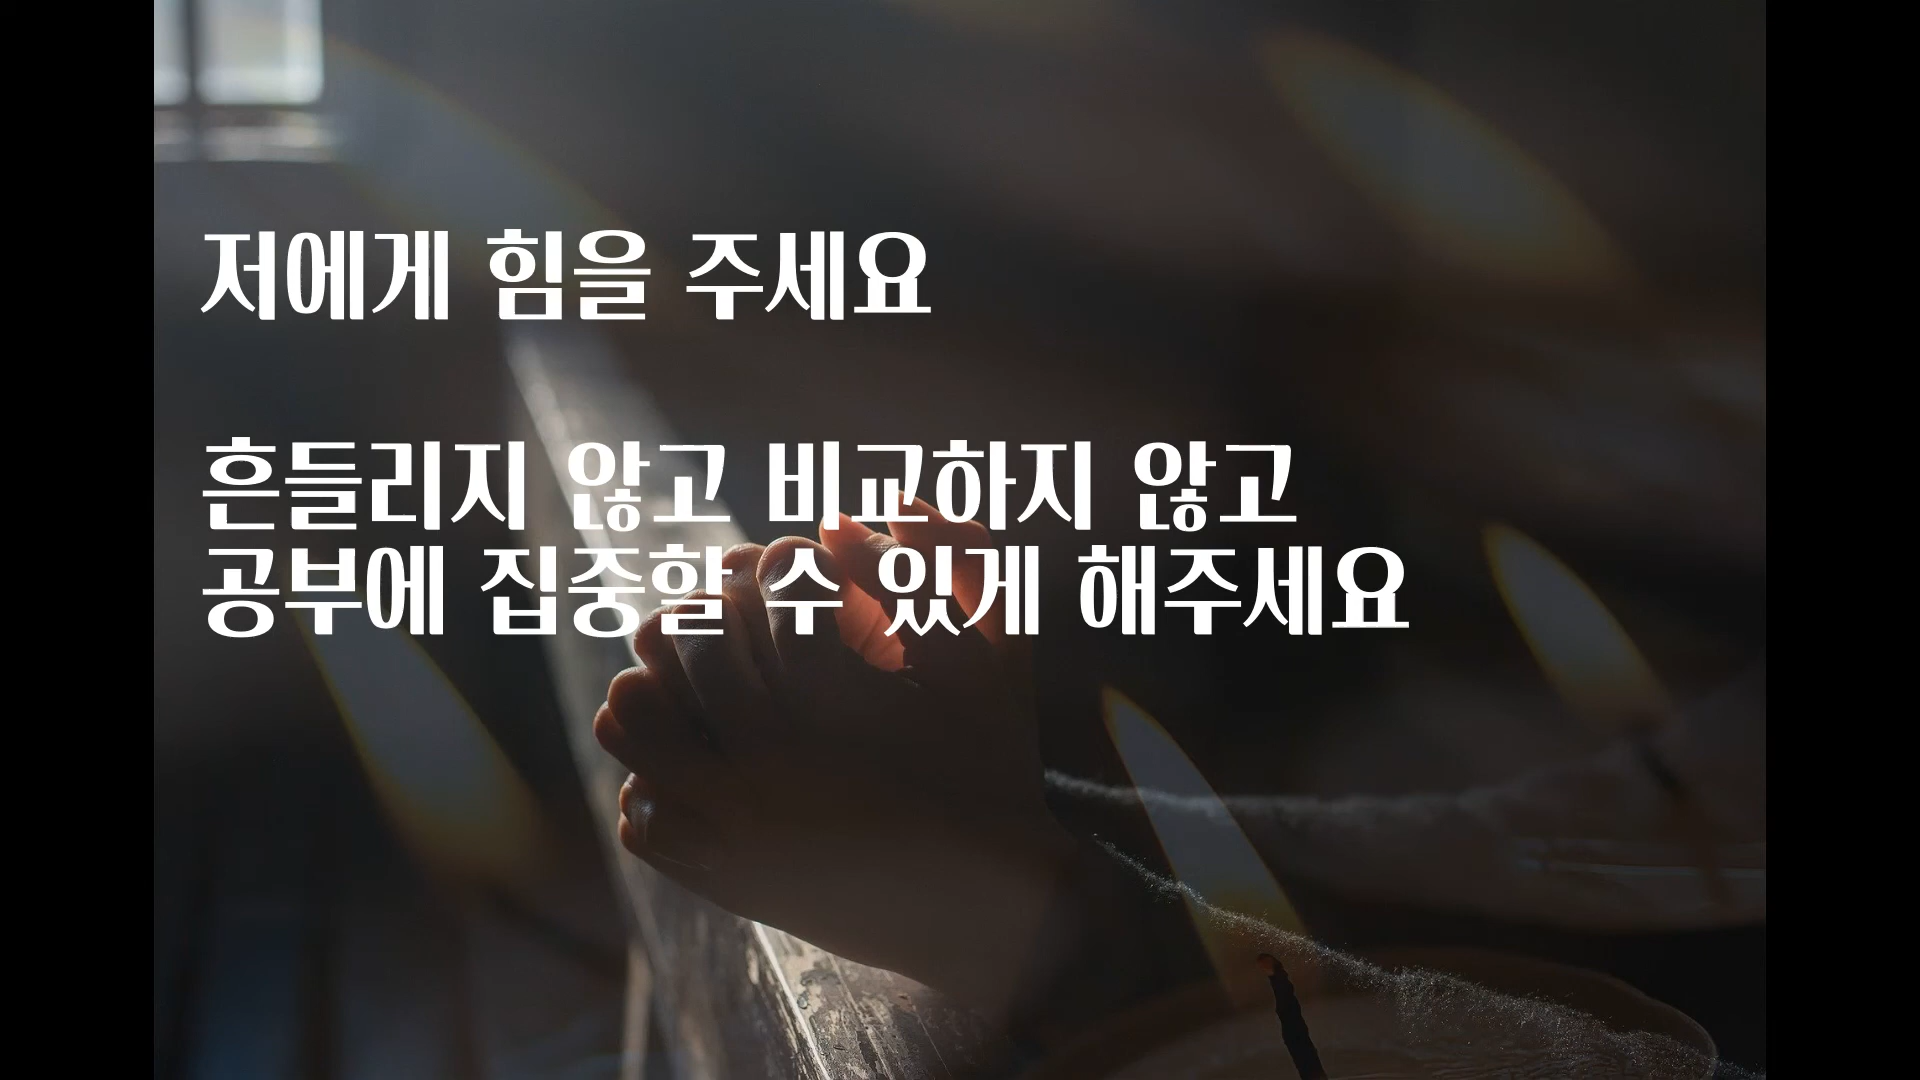 저에게 힘을 주세요
흔들리지 않고 비교하지 않고
공부에 집중할 수 있게 해주세요